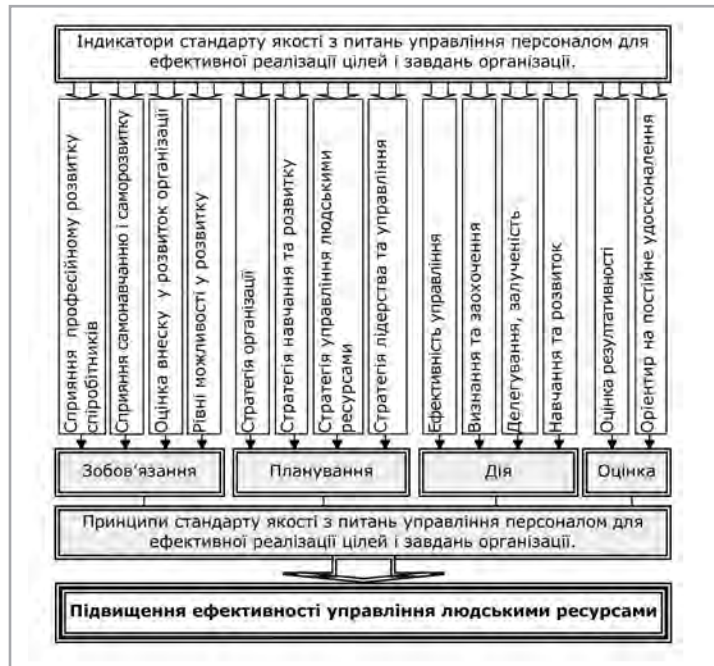 Індикатори стандарту якості з питань управління персоналом для
ефективної реалізації цілей і завдань організації.
Сприяння професійному розвитку
спіробітників
Сприяння самонавчанню і саморозвитку
Оцінка внеску у розвиток організації
Рівні можливості у розвитку
Стратегія організації
Стратегія навчання та розвитку
Стратегія управління людськими
ресурсами
Стратегія лідерства та управління
Ефективність управління
Визнання та заохочення
Делегування, залученість
Навчання та розвиток
Оцінка результативності
Орієнтир на постійне удосконалення
Зобов’язання
Планування
Дія
Оцінка
Принципи стандарту якості з питань управління персоналом для
ефективної реалізації цілей і завдань організації.
Підвищення ефективності управління людськими ресурсами